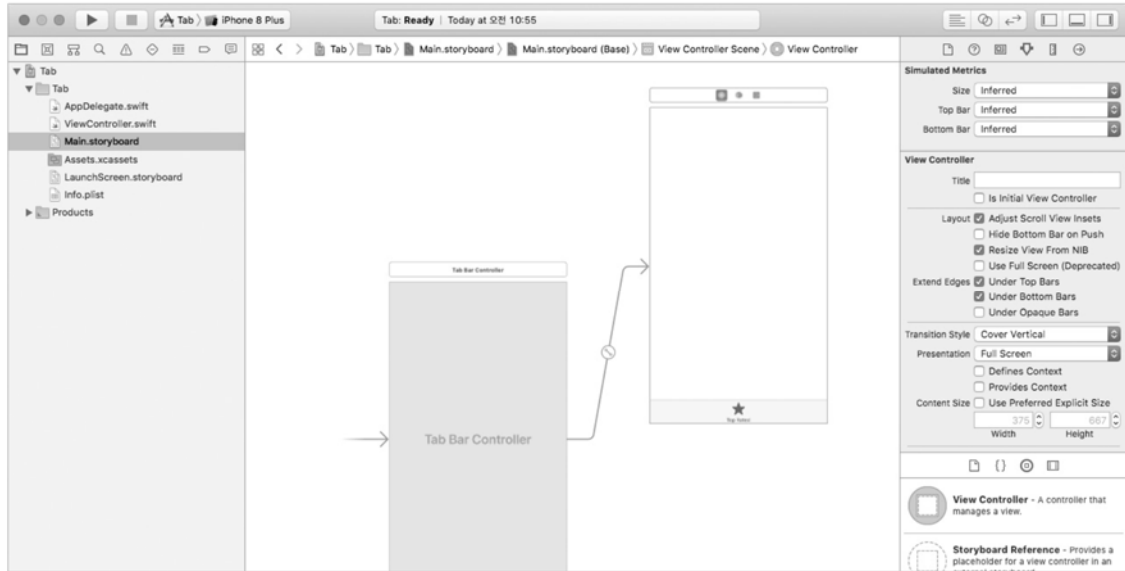 Tab
iPhone 8 Plus
Tab: Ready | Today at 오전 10:55
Tab
Tab
Main.storyboard
Main.storyboard (Base)
View Controller Scene
View Controller
Tab
Tab
AppDelegate.swift
ViewController.swift
Main.storyboard
Assets.xcassets
LaunchScreen.storyboard
Info.plist
Products
Tab Bar Controller
Tab Bar Controller
Simulated Metrics
Size Inferred
Top Bar Inferred
Bottom Bar Inferred
View Controller
Title
Is Initial View Controller
Layout Adjust Scroll View Insets
Hide Bottom Bar on Push
Resize View From NIB
Use Full Screen (Deprecated)
Extend Edges Under Top Bars
Under Bottom Bars
Under Opaque Bars
Transition Style Cover Vertical
Presentation Full Screen
Defines Context
Provides Context
Content Size Use Preferred Explicit Size
375 667
Width Height
View Controller - A controller that
manages a view.
Storyboard Reference - Provides a
placeholder for a view controller in an